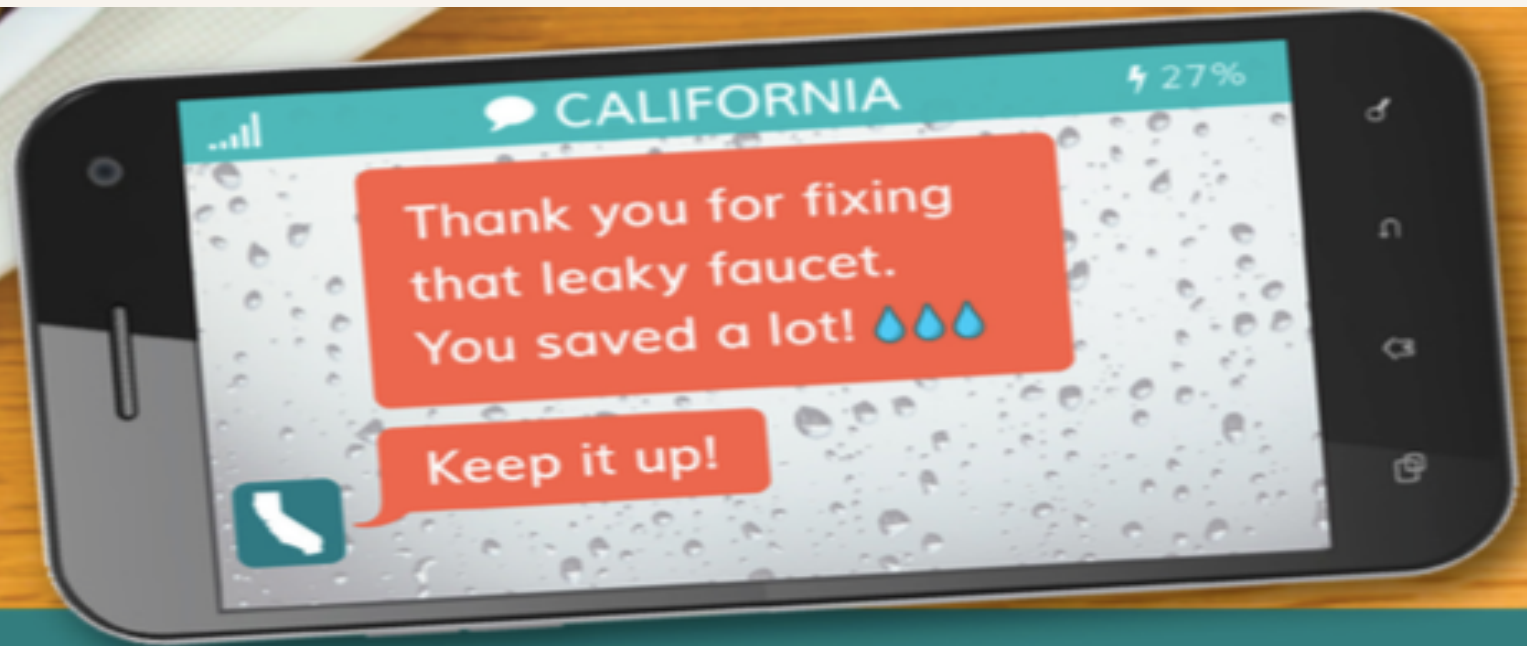 CALIFORNIA
27%
Thank you for fixing
that leaky faucet.
You saved a lot! 💧💧💧
Keep it up!